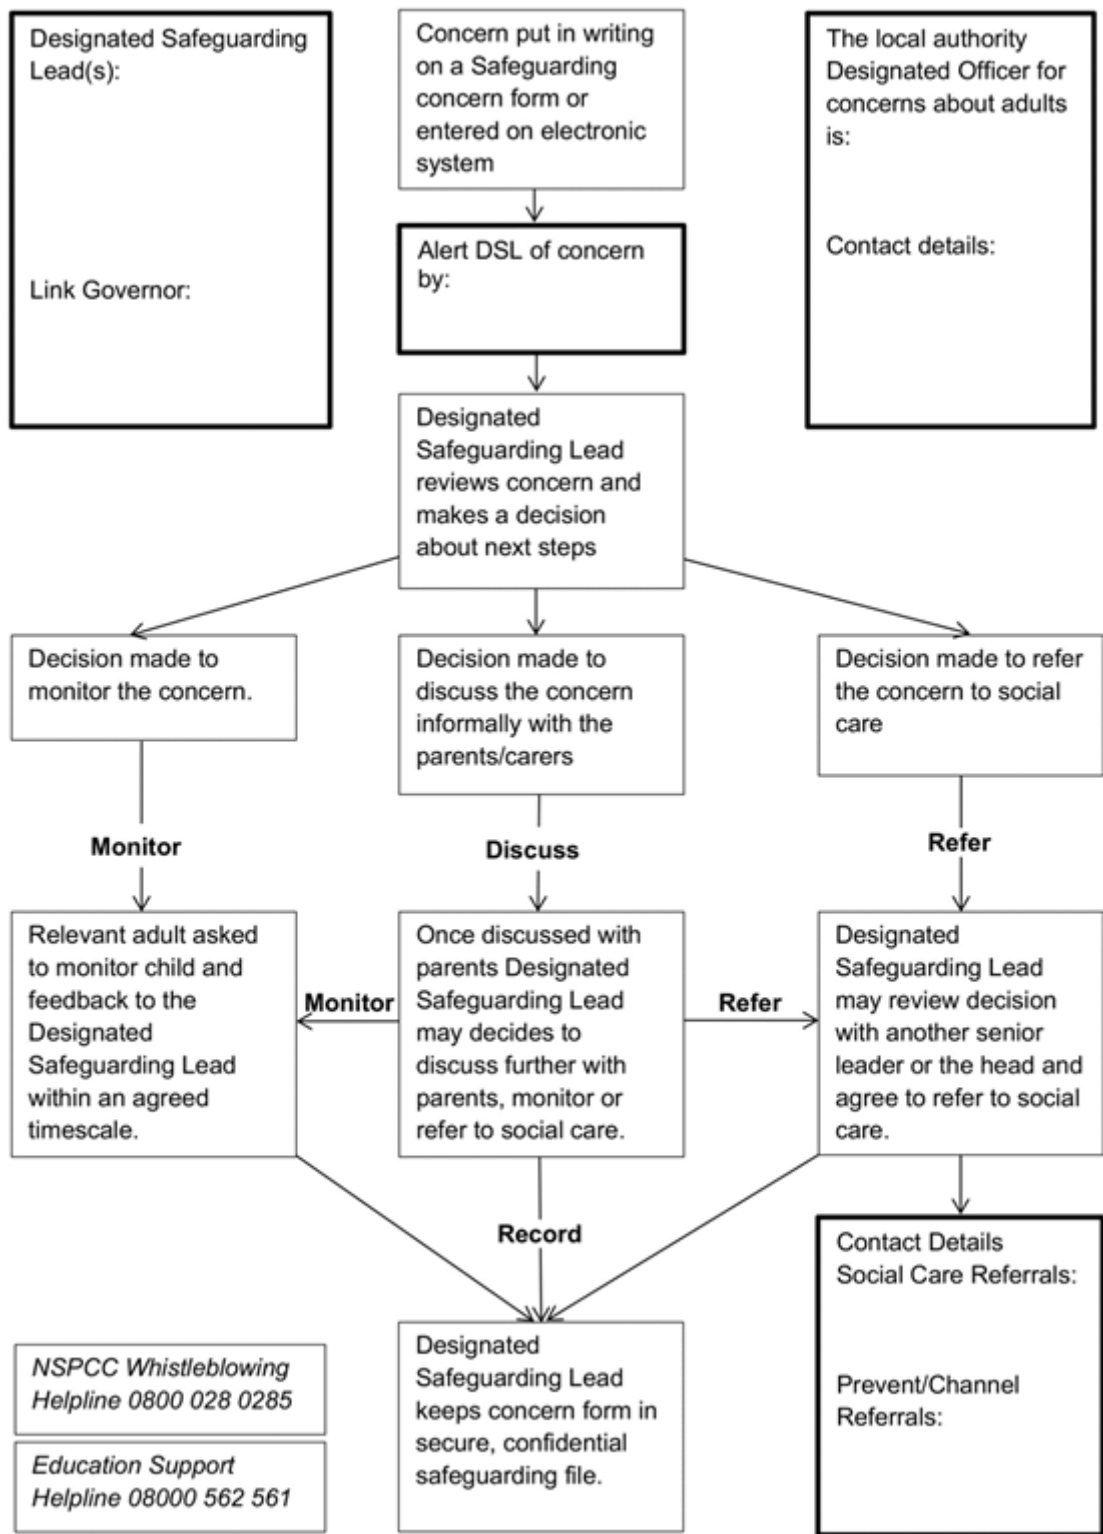 Designated Safeguarding
Lead(s):
Link Governor:
Concern put in writing
on a Safeguarding
concern form or
entered on electronic
system
The local authority
Designated Officer for
concerns about adults
is:
Contact details:
Alert DSL of concern
by:
Designated
Safeguarding Lead
reviews concern and
makes a decision
about next steps
Decision made to
monitor the concern.
Decision made to
discuss the concern
informally with the
parents/carers
Decision made to refer
the concern to social
care
Monitor
Discuss
Refer
Relevant adult asked
to monitor child and
feedback to the
Designated
Safeguarding Lead
within an agreed
timescale.
Monitor
Once discussed with
parents Designated
Safeguarding Lead
may decides to
discuss further with
parents, monitor or
refer to social care.
Refer
Designated
Safeguarding Lead
may review decision
with another senior
leader or the head and
agree to refer to social
care.
Record
Contact Details
Social Care Referrals:
Prevent/Channel
Referrals:
NSPCC Whistleblowing
Helpline 0800 028 0285
Education Support
Helpline 08000 562 561
Designated
Safeguarding Lead
keeps concern form in
secure, confidential
safeguarding file.